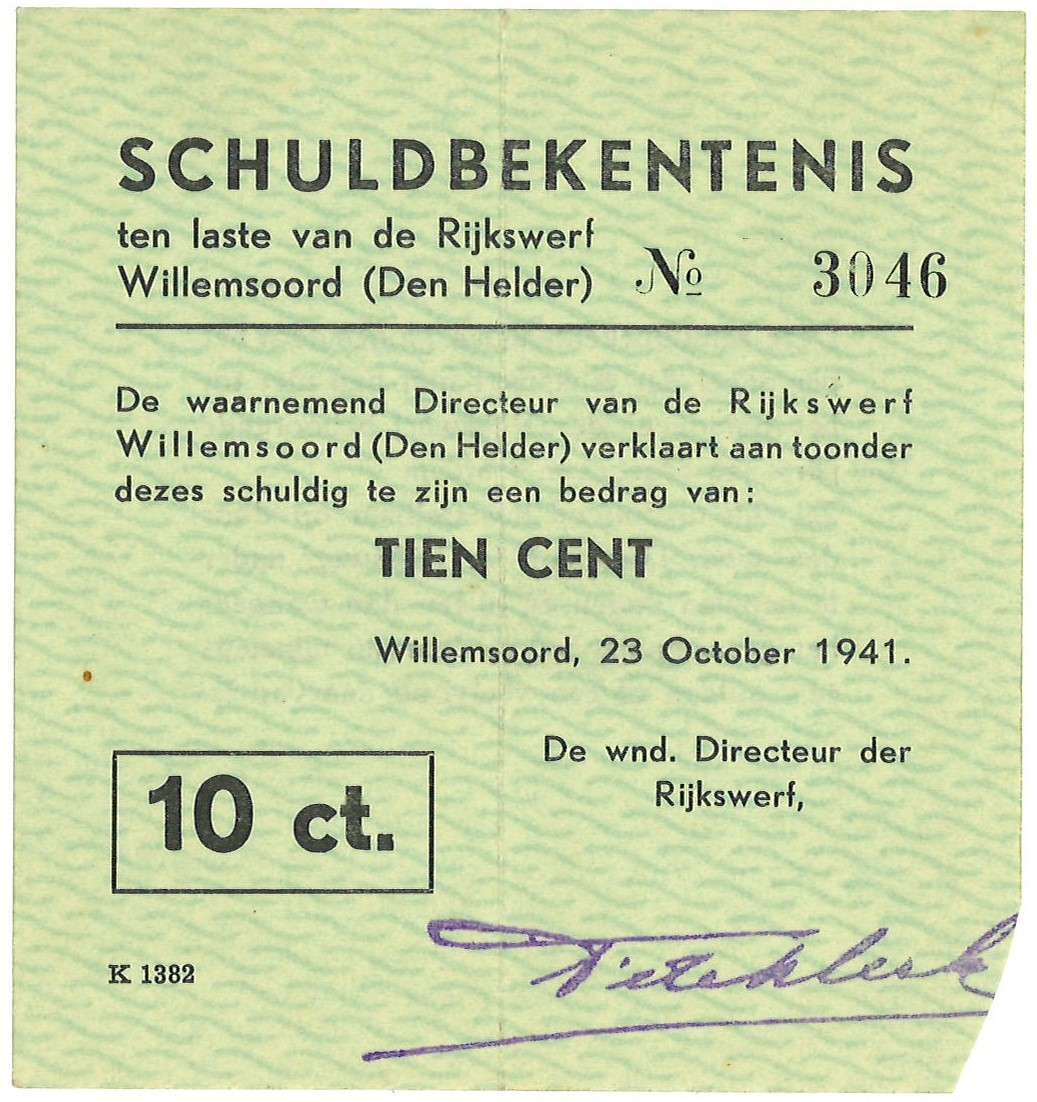 SCHULDBEKENTENIS
ten laste van de Rijkswerf
Willemsoord (Den Helder) № 3046
De waarnemend Directeur van de Rijkswerf
Willemsoord (Den Helder) verklaart aan toonder
dezes schuldig te zijn een bedrag van:
TIEN CENT
Willemsoord, 23 October 1941.
De wnd. Directeur der
Rijkswerf,
10 ct.
K 1382